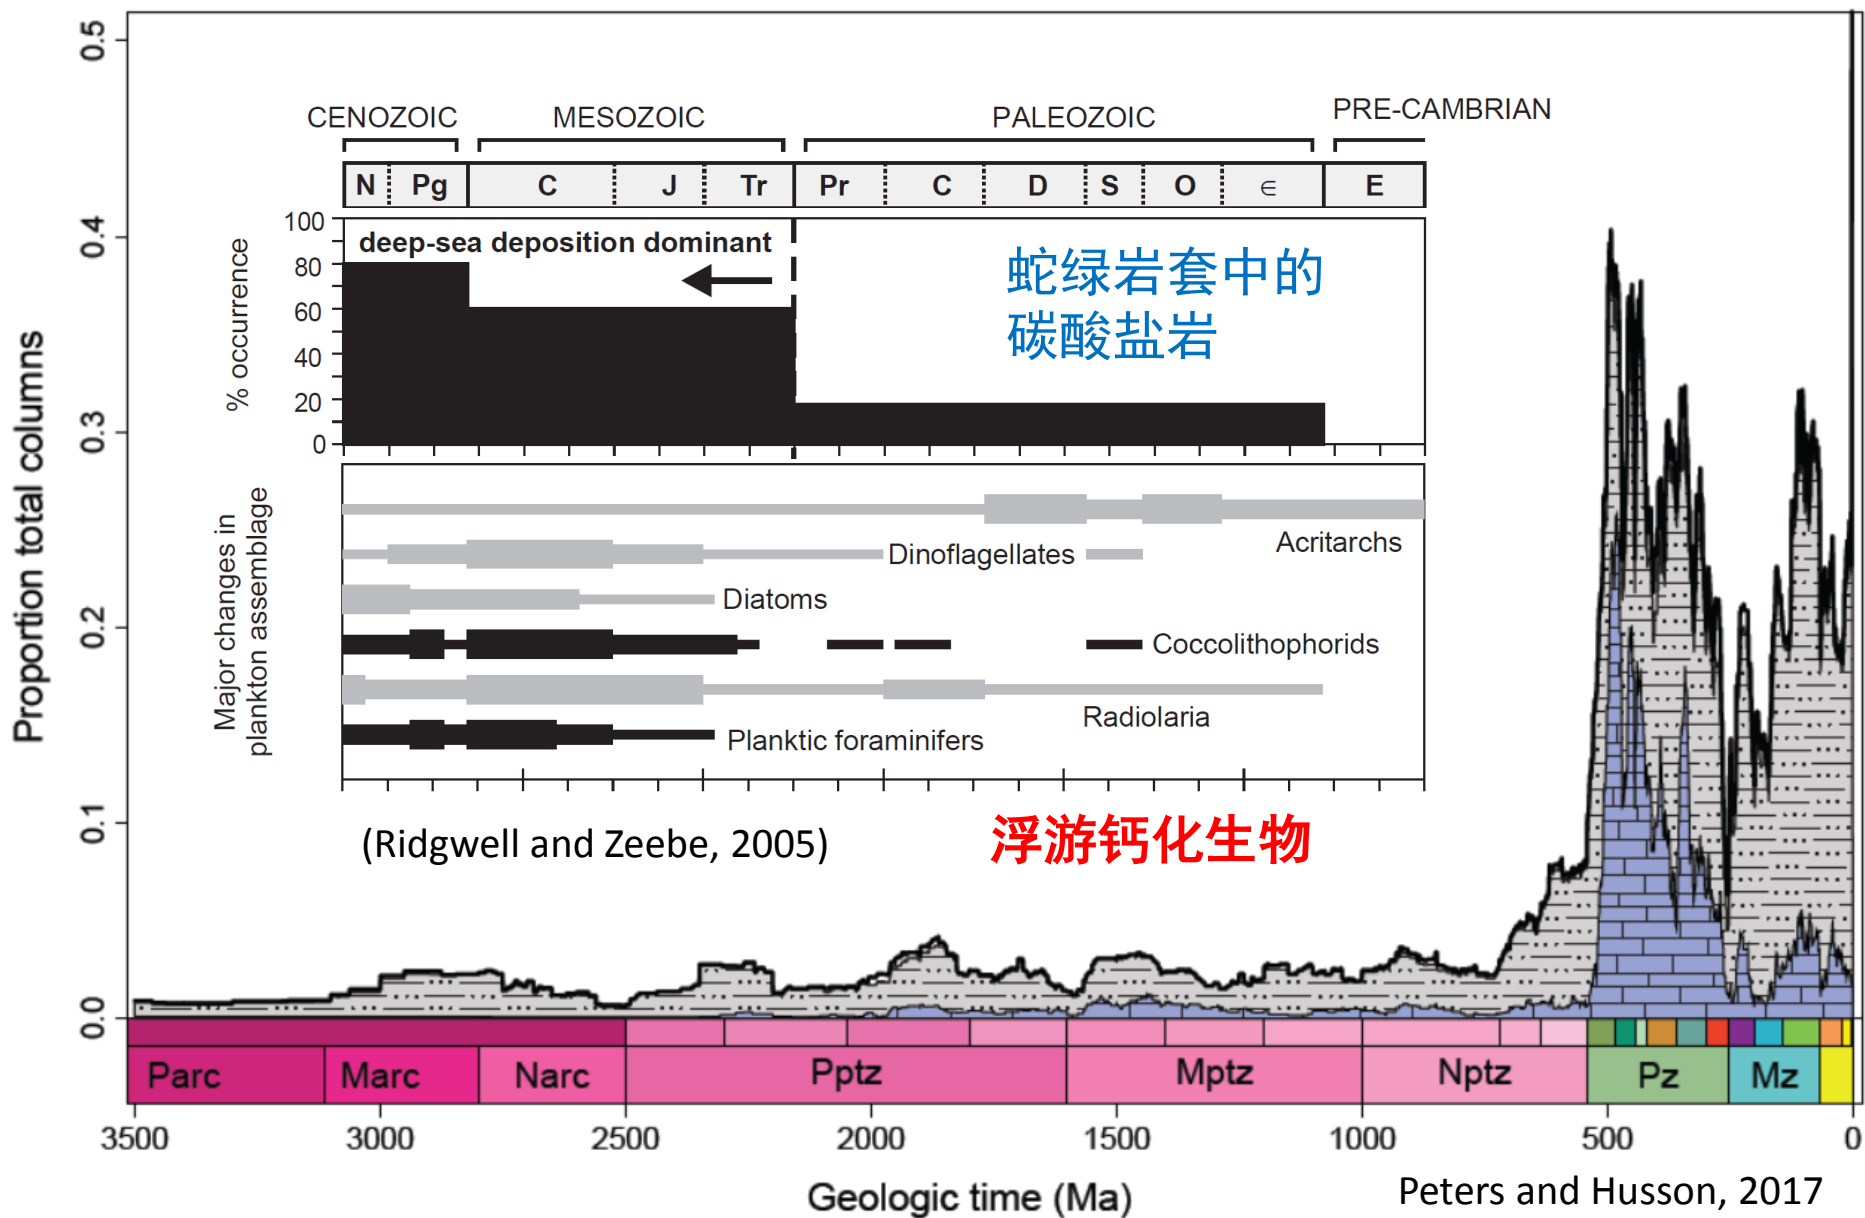 0.5
0.4
0.3
0.2
0.1
0.0
Proportion total columns
CENOZOIC
MESOZOIC
PALEOZOIC
PRE-CAMBRIAN
N Pg C J Tr Pr C D S O ∈ E
100
80
60
40
20
0
% occurrence
deep-sea deposition dominant
蛇绿岩套中的
碳酸盐岩
Major changes in
plankton assemblage
Acritarchs
Dinoflagellates
Diatoms
Coccolithophorids
Radiolaria
Planktic foraminifers
(Ridgwell and Zeebe, 2005)
浮游钙化生物
Parc Marc Narc Pptz Mptz Nptz Pz Mz
3500 3000 2500 2000 1500 1000 500 0
Geologic time (Ma)
Peters and Husson, 2017